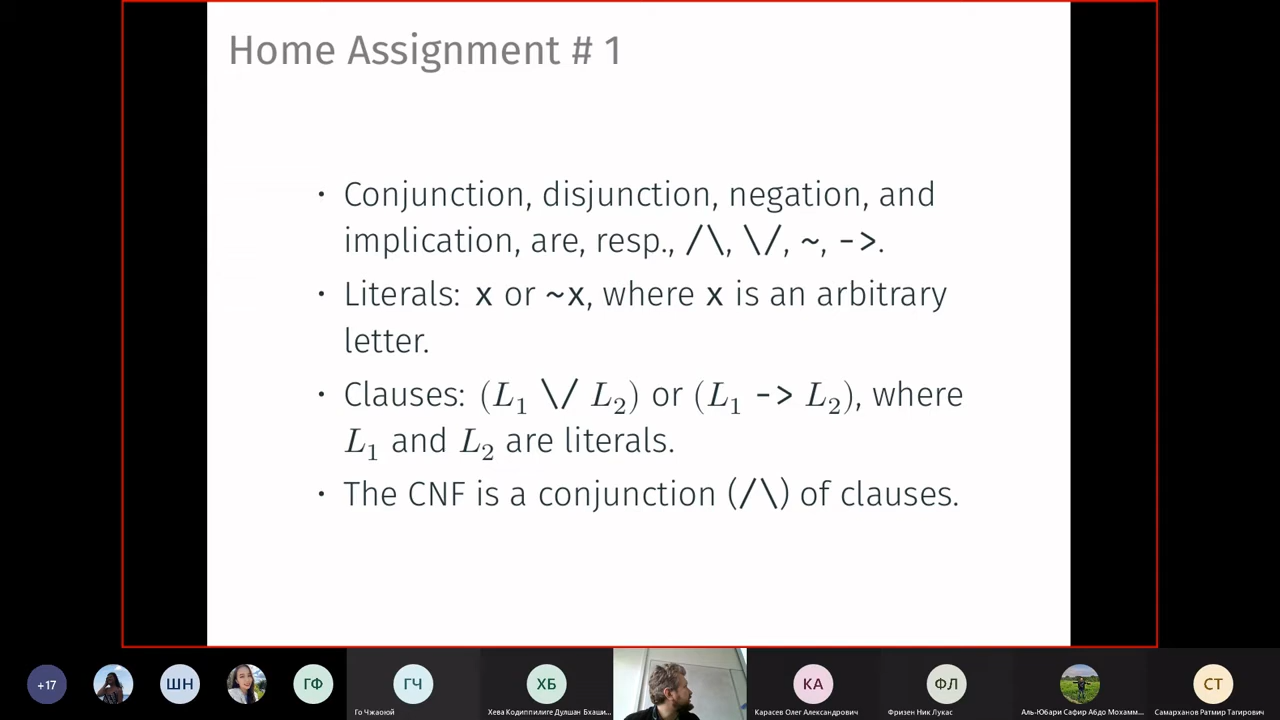 Home Assignment # 1
• Conjunction, disjunction, negation, and
implication, are, resp., /\, \/, ~, ->.
• Literals: x or ~x, where x is an arbitrary
letter.
• Clauses: (L₁ \/ L₂) or (L₁ -> L₂), where
L₁ and L₂ are literals.
• The CNF is a conjunction (/\) of clauses.
+17
ШН
ГФ
ГЧ
ХБ
КА
ФЛ
СТ
Го Чжаоюй
Хева Кодиппилиге Дулшан Бхаши...
Карасев Олег Александрович
Фризен Ник Лукас
Аль-Юбари Сафир Абдо Мохамм...
Самарханов Ратмир Тагирович